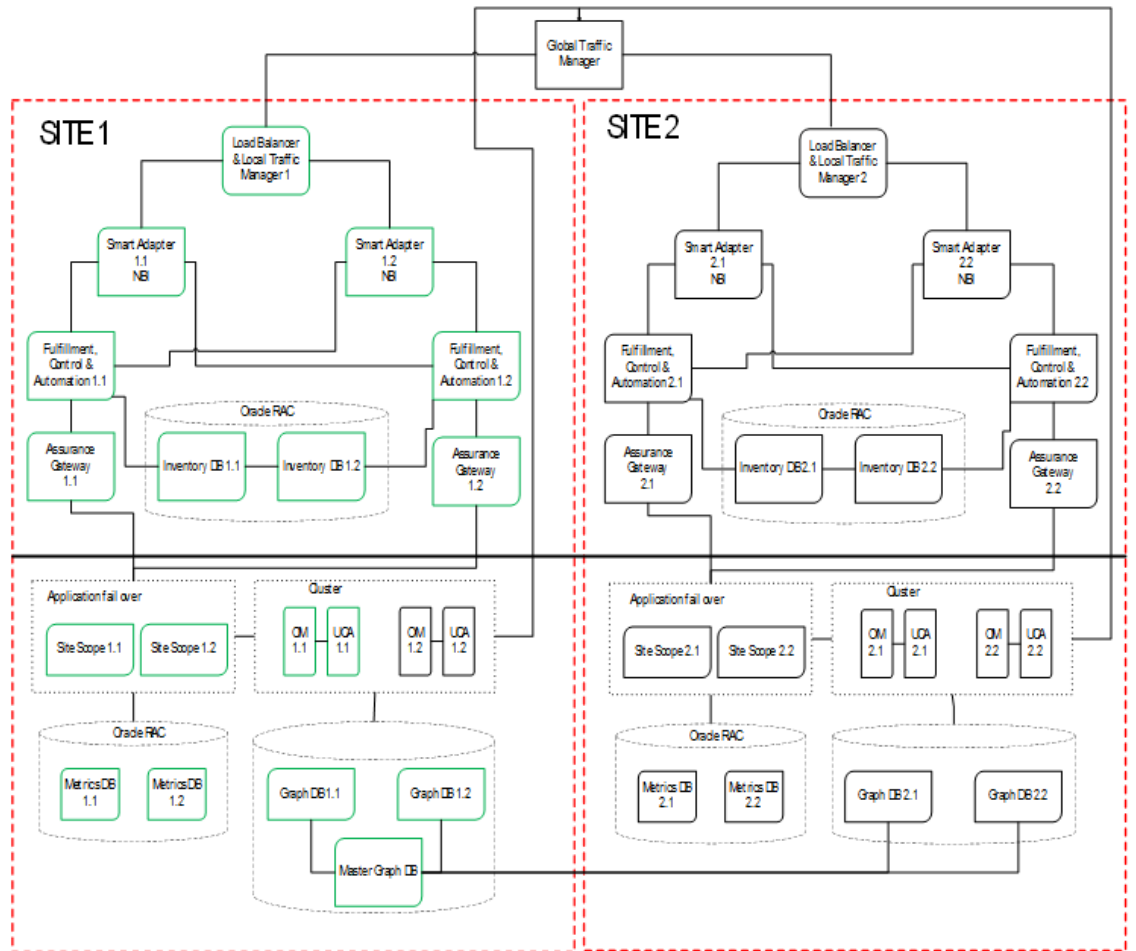 Global Traffic
Manager
SITE 1
Load Balancer
& Local Traffic
Manager 1
Smart Adapter
1.1
NBI
Smart Adapter
1.2
NBI
Fulfillment,
Control &
Automation 1.1
Fulfillment,
Control &
Automation 1.2
Oracle RAC
Inventory DB 1.1
Inventory DB 1.2
Assurance
Gateway
1.1
Assurance
Gateway
1.2
Application fail over
Site Scope 1.1
Site Scope 1.2
Cluster
OM
1.1
UCA
1.1
OM
1.2
UCA
1.2
Oracle RAC
Metrics DB
1.1
Metrics DB
1.2
Graph DB 1.1
Graph DB 1.2
Master Graph DB
SITE 2
Load Balancer
& Local Traffic
Manager 2
Smart Adapter
2.1
NBI
Smart Adapter
2.2
NBI
Fulfillment,
Control &
Automation 2.1
Fulfillment,
Control &
Automation 2.2
Oracle RAC
Inventory DB 2.1
Inventory DB 2.2
Assurance
Gateway
2.1
Assurance
Gateway
2.2
Application fail over
Site Scope 2.1
Site Scope 2.2
Cluster
OM
2.1
UCA
2.1
OM
2.2
UCA
2.2
Oracle RAC
Metrics DB
2.1
Metrics DB
2.2
Graph DB 2.1
Graph DB 2.2